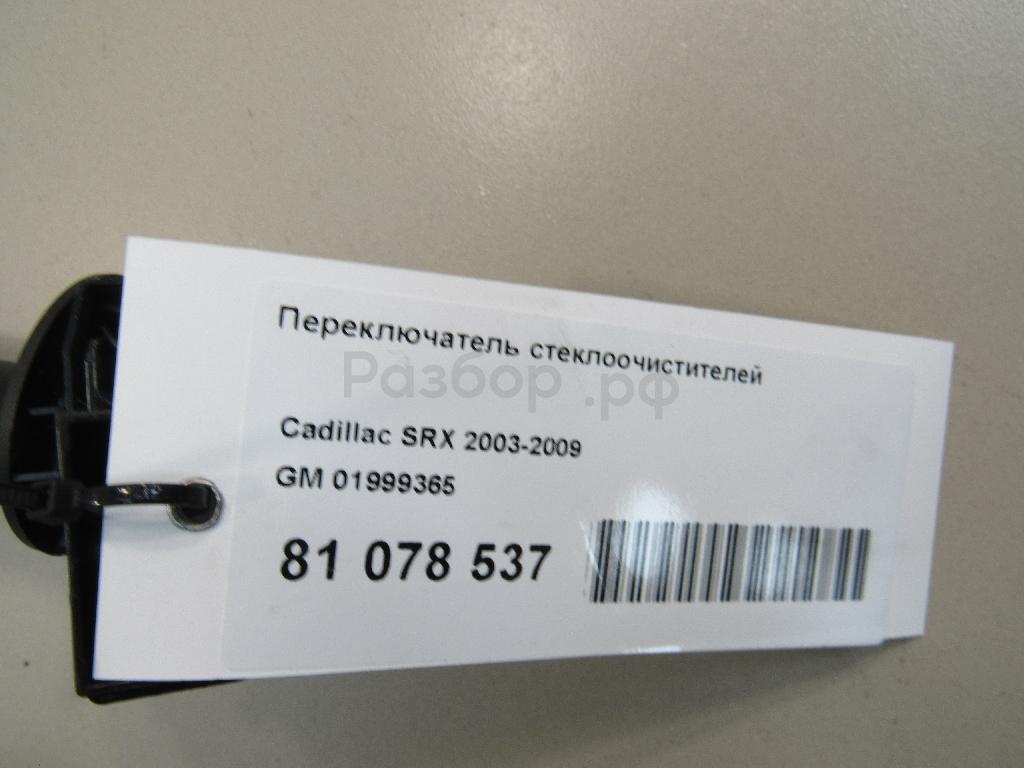 Переключатель стеклоочистителей
Разбор.рф
Cadillac SRX 2003-2009
GM 01999365
81 078 537